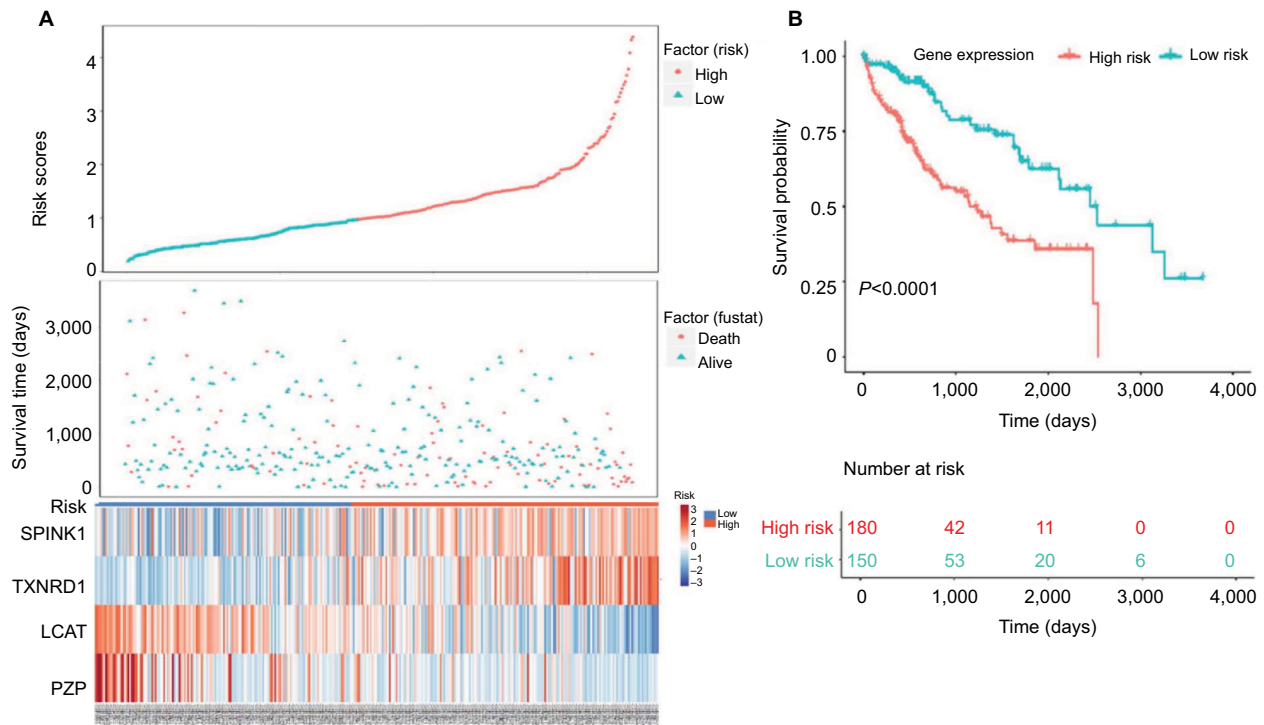 A
Risk scores
4
3
2
1
0
Factor (risk)
High
Low
Survival time (days)
3,000
2,000
1,000
0
Factor (fustat)
Death
Alive
Risk
SPINK1
TXNRD1
LCAT
PZP
Risk
3
2
1
0
−1
−2
−3
Low
High
B
Gene expression High risk Low risk
Survival probability
1.00
0.75
0.5
0.25
0
P<0.0001
0 1,000 2,000 3,000 4,000
Time (days)
Number at risk
High risk 180 42 11 0 0
Low risk 150 53 20 6 0
0 1,000 2,000 3,000 4,000
Time (days)